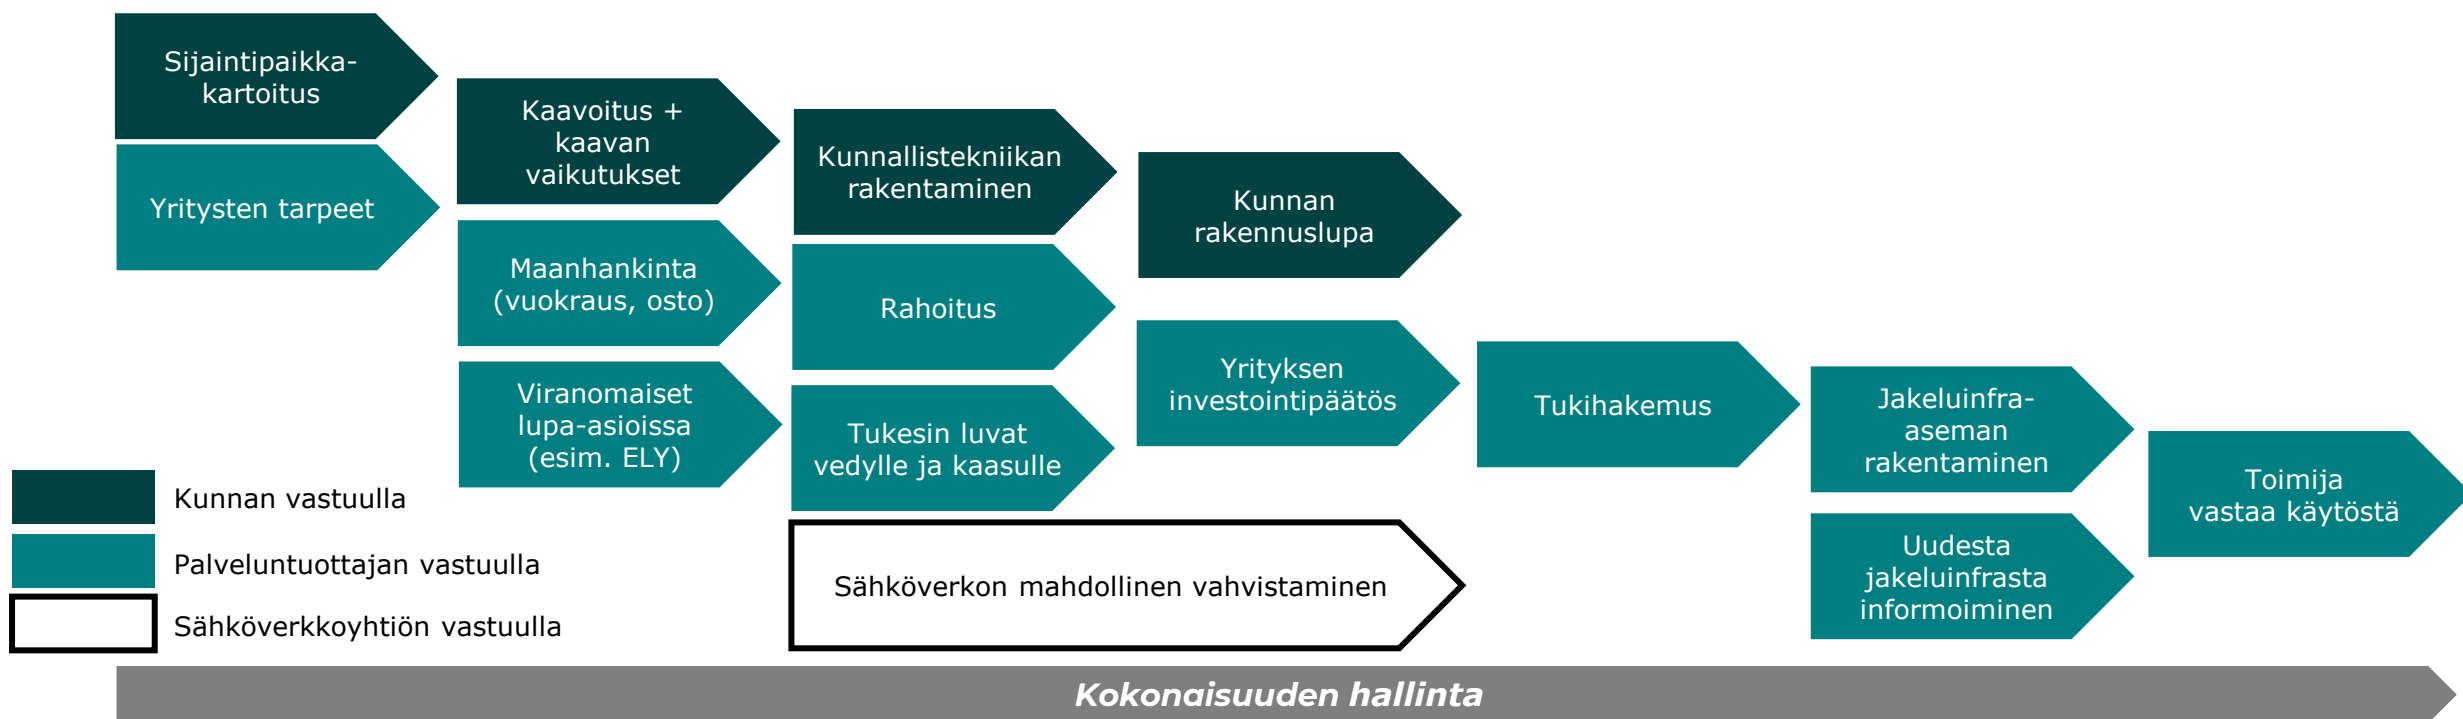 Sijaintipaikka-
kartoitus
Yritysten tarpeet
Kaavoitus +
kaavan
vaikutukset
Maanhankinta
(vuokraus, osto)
Viranomaiset
lupa-asioissa
(esim. ELY)
Kunnallistekniikan
rakentaminen
Rahoitus
Tukesin luvat
vedylle ja kaasulle
Sähköverkon mahdollinen vahvistaminen
Kunnan
rakennuslupa
Yrityksen
investointipäätös
Tukihakemus
Jakeluinfra-
aseman
rakentaminen
Uudesta
jakeluinfrasta
informoiminen
Toimija
vastaa käytöstä
Kunnan vastuulla
Palveluntuottajan vastuulla
Sähköverkkoyhtiön vastuulla
Kokonaisuuden hallinta